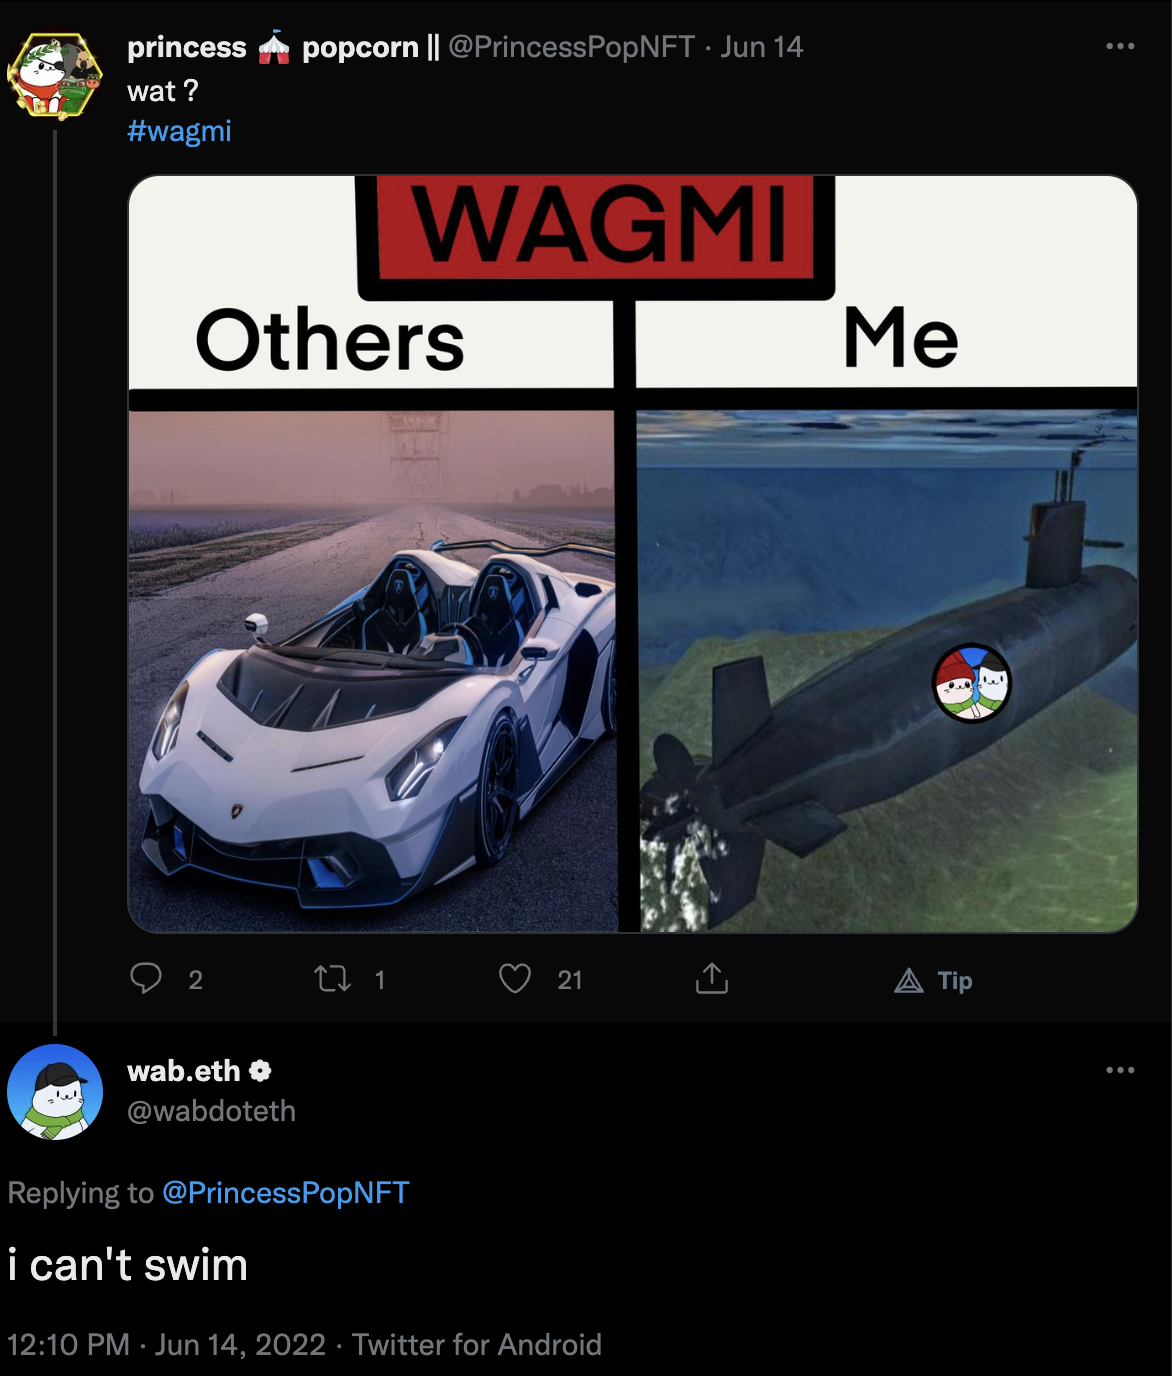 princess 🎪 popcorn || @PrincessPopNFT · Jun 14
wat ?
#wagmi
WAGMI
Others
Me
2
1
21
Tip
wab.eth
@wabdoteth
Replying to @PrincessPopNFT
i can't swim
12:10 PM · Jun 14, 2022 · Twitter for Android